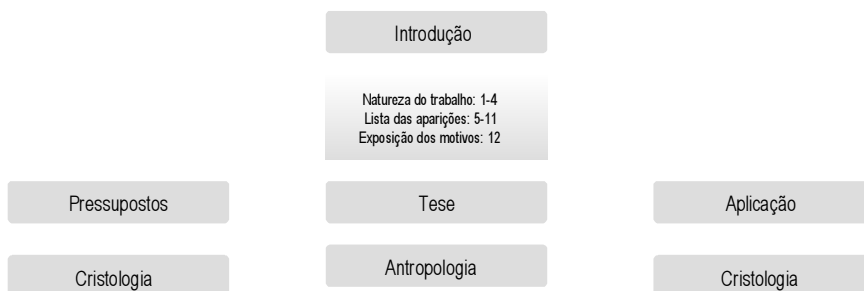 Introdução
Natureza do trabalho: 1-4
Lista das aparições: 5-11
Exposição dos motivos: 12
Pressupostos
Tese
Aplicação
Cristologia
Antropologia
Cristologia